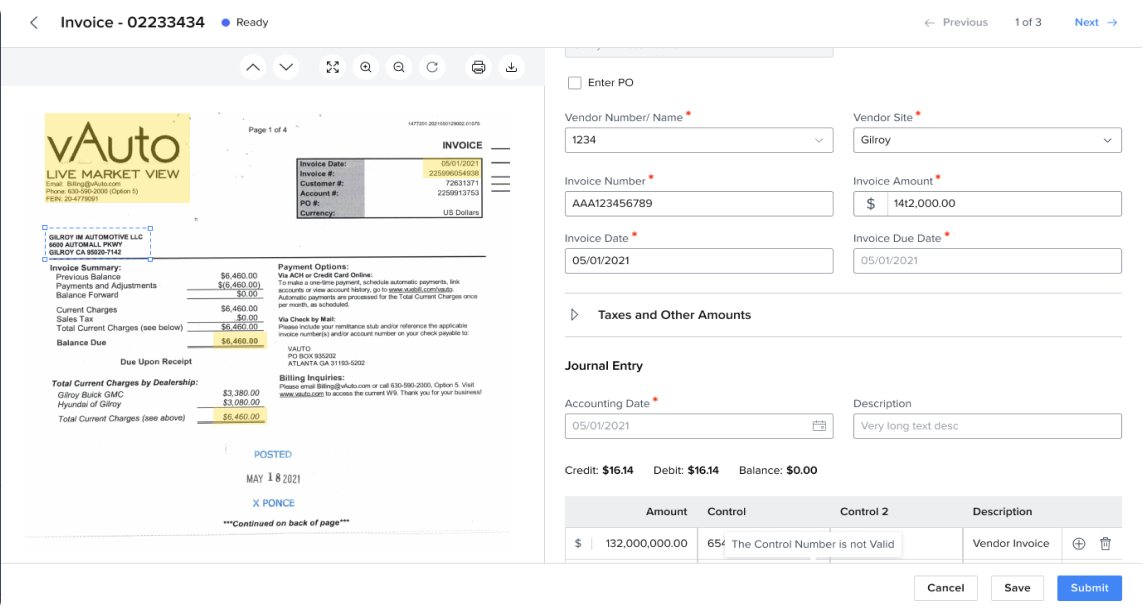 Invoice - 02233434
Ready
Previous
1 of 3
Next
vAuto
LIVE MARKET VIEW
Email: Billing@vAuto.com
Phone: 630-590-2000 (Option 5)
FEIN: 20-4779091
Page 1 of 4
INVOICE
Invoice Date: 05/01/2021
Invoice #: 225996054938
Customer #: 72631371
Account #: 2259913753
PO #:
Currency: US Dollars
GILROY IM AUTOMOTIVE LLC
6600 AUTOMALL PKWY
GILROY CA 95020-7142
Invoice Summary:
Previous Balance $6,460.00
Payments and Adjustments $(6,460.00)
Balance Forward $0.00
Current Charges $6,460.00
Sales Tax $0.00
Total Current Charges (see below) $6,460.00
Balance Due $6,460.00
Due Upon Receipt
Total Current Charges by Dealership:
Gilroy Buick GMC $3,380.00
Hyundai of Gilroy $3,080.00
Total Current Charges (see above) $6,460.00
Payment Options:
Via ACH or Credit Card Online:
To make a one-time payment, schedule automatic payments, link
accounts or view account history, go to www.vuebill.com/vauto.
Automatic payments are processed for the Total Current Charges once
per month, as scheduled.
Via Check by Mail:
Please include your remittance stub and/or reference the applicable
invoice number(s) and/or account number on your check payable to:
VAUTO
PO BOX 935202
ATLANTA GA 31193-5202
Billing Inquiries:
Please email Billing@vAuto.com or call 630-590-2000, Option 5. Visit
www.vauto.com to access the current W9. Thank you for your business!
POSTED
MAY 18 2021
X PONCE
***Continued on back of page***
Enter PO
Vendor Number/ Name *
1234
Vendor Site *
Gilroy
Invoice Number *
AAA123456789
Invoice Amount *
$ 14t2,000.00
Invoice Date *
05/01/2021
Invoice Due Date *
05/01/2021
Taxes and Other Amounts
Journal Entry
Accounting Date *
05/01/2021
Description
Very long text desc
Credit: $16.14 Debit: $16.14 Balance: $0.00
Amount Control Control 2 Description
$ 132,000,000.00 654 The Control Number is not Valid Vendor Invoice
Cancel
Save
Submit